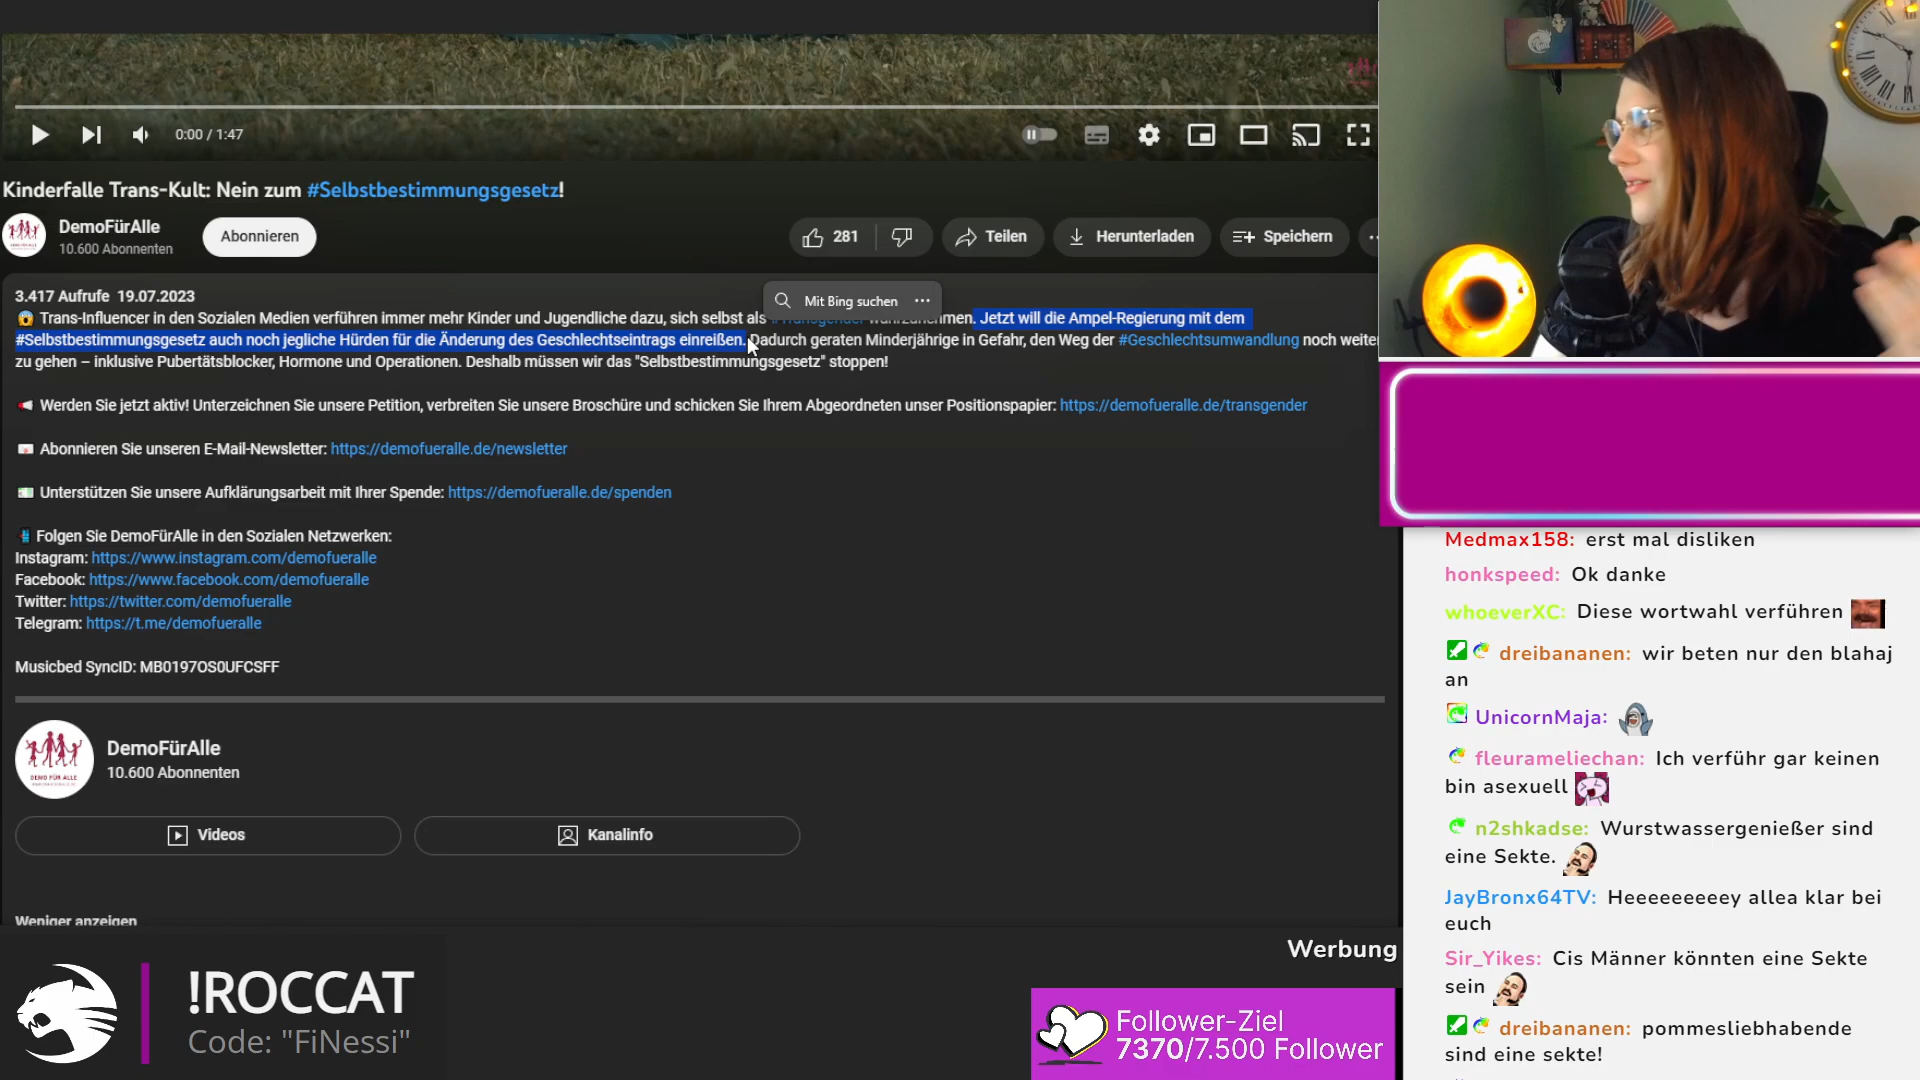 0:00 / 1:47
Kinderfalle Trans-Kult: Nein zum #Selbstbestimmungsgesetz!
DemoFürAlle
10.600 Abonnenten
Abonnieren
281
Teilen
Herunterladen
Speichern
3.417 Aufrufe 19.07.2023
Mit Bing suchen
😱 Trans-Influencer in den Sozialen Medien verführen immer mehr Kinder und Jugendliche dazu, sich selbst als #Transgender wahrzunehmen. Jetzt will die Ampel-Regierung mit dem
#Selbstbestimmungsgesetz auch noch jegliche Hürden für die Änderung des Geschlechtseintrags einreißen. Dadurch geraten Minderjährige in Gefahr, den Weg der #Geschlechtsumwandlung noch weiter
zu gehen – inklusive Pubertätsblocker, Hormone und Operationen. Deshalb müssen wir das "Selbstbestimmungsgesetz" stoppen!
📢 Werden Sie jetzt aktiv! Unterzeichnen Sie unsere Petition, verbreiten Sie unsere Broschüre und schicken Sie Ihrem Abgeordneten unser Positionspapier: https://demofueralle.de/transgender
Abonnieren Sie unseren E-Mail-Newsletter: https://demofueralle.de/newsletter
Unterstützen Sie unsere Aufklärungsarbeit mit Ihrer Spende: https://demofueralle.de/spenden
Folgen Sie DemoFürAlle in den Sozialen Netzwerken:
Instagram: https://www.instagram.com/demofueralle
Facebook: https://www.facebook.com/demofueralle
Twitter: https://twitter.com/demofueralle
Telegram: https://t.me/demofueralle
Musicbed SyncID: MB0197OS0UFCSFF
DEMO FÜR ALLE
DemoFürAlle
10.600 Abonnenten
Videos
Kanalinfo
Weniger anzeigen
!ROCCAT
Code: "FiNessi"
Werbung
Follower-Ziel
7370/7.500 Follower
Medmax158: erst mal disliken
honkspeed: Ok danke
whoeverXC: Diese wortwahl verführen
dreibananen: wir beten nur den blahaj
an
UnicornMaja:
fleurameliechan: Ich verführ gar keinen
bin asexuell
n2shkadse: Wurstwassergenießer sind
eine Sekte.
JayBronx64TV: Heeeeeeeeey allea klar bei
euch
Sir_Yikes: Cis Männer könnten eine Sekte
sein
dreibananen: pommesliebhabende
sind eine sekte!